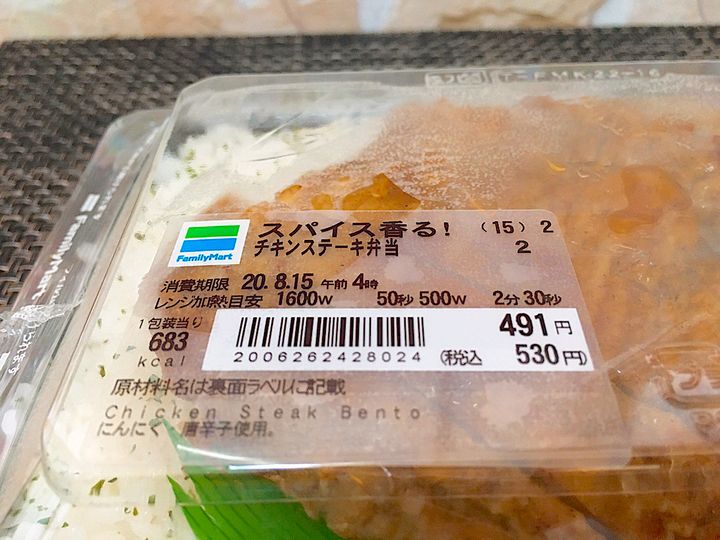 FamilyMart
スパイス香る! (15) 2
チキンステーキ弁当 2
消費期限 20. 8.15 午前 4時
レンジ加熱目安 1600W 50秒 500W 2分 30秒
1包装当り
683
kcal
491円
(税込 530円)
2006262428024
原材料名は裏面ラベルに記載
Chicken Steak Bento
にんにく 唐辛子使用。
FamilyMart